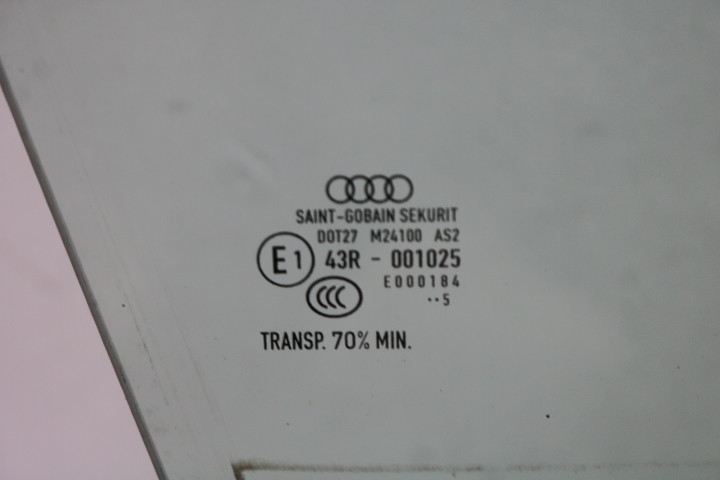 SAINT-GOBAIN SEKURIT
DOT27 M24100 AS2
E1 43R - 001025
E000184
CCC ··5
TRANSP. 70% MIN.